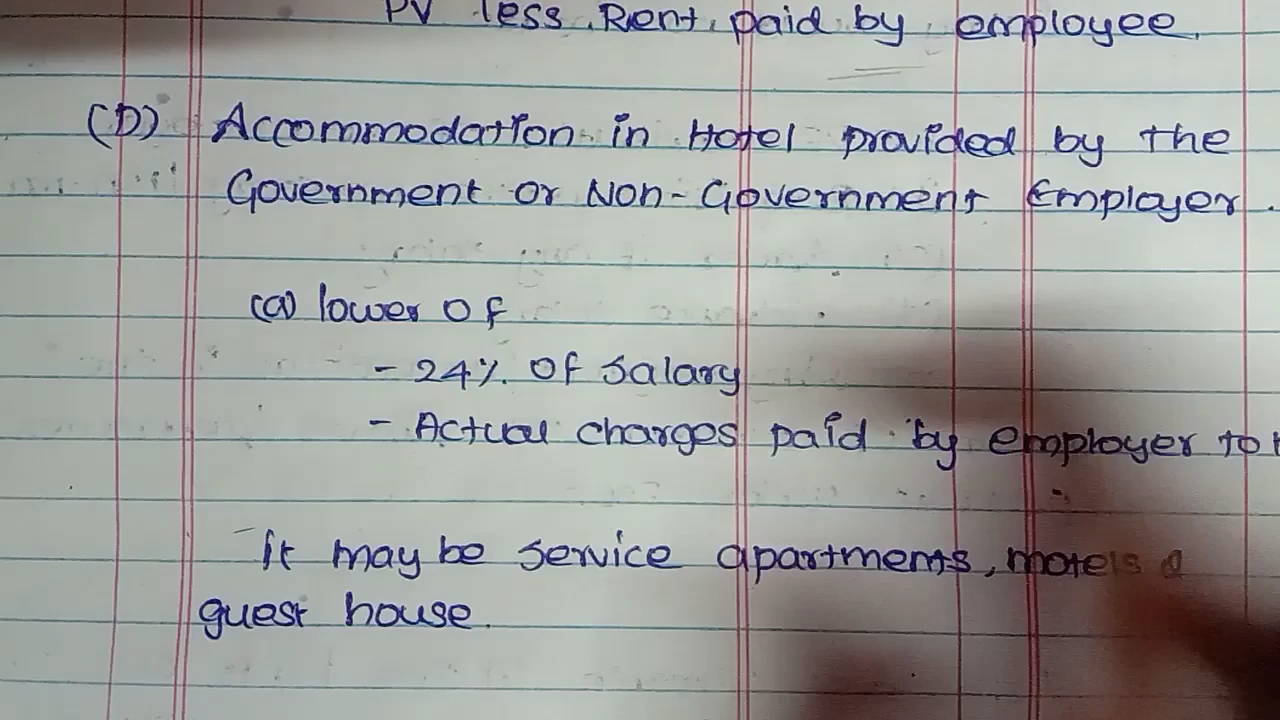 PV less Rent paid by employee.
(D) Accommodation in Hotel provided by the
Government or Non-Government Employer.
(a) lower of
- 24% of salary
- Actual charges paid by employer to
It may be service apartments, motels
guest house.